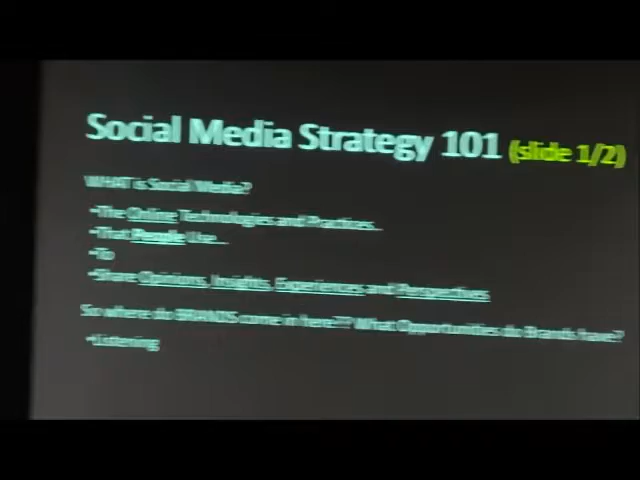 Social Media Strategy 101 (slide 1/2)
WHAT is Social Media?
•The Online Technologies and Practices...
•That People Use...
•To
•Share Opinions, Insights, Experiences and Perspectives
So where do BRANDS come in here?? What Opportunities do Brands have?
•Listening